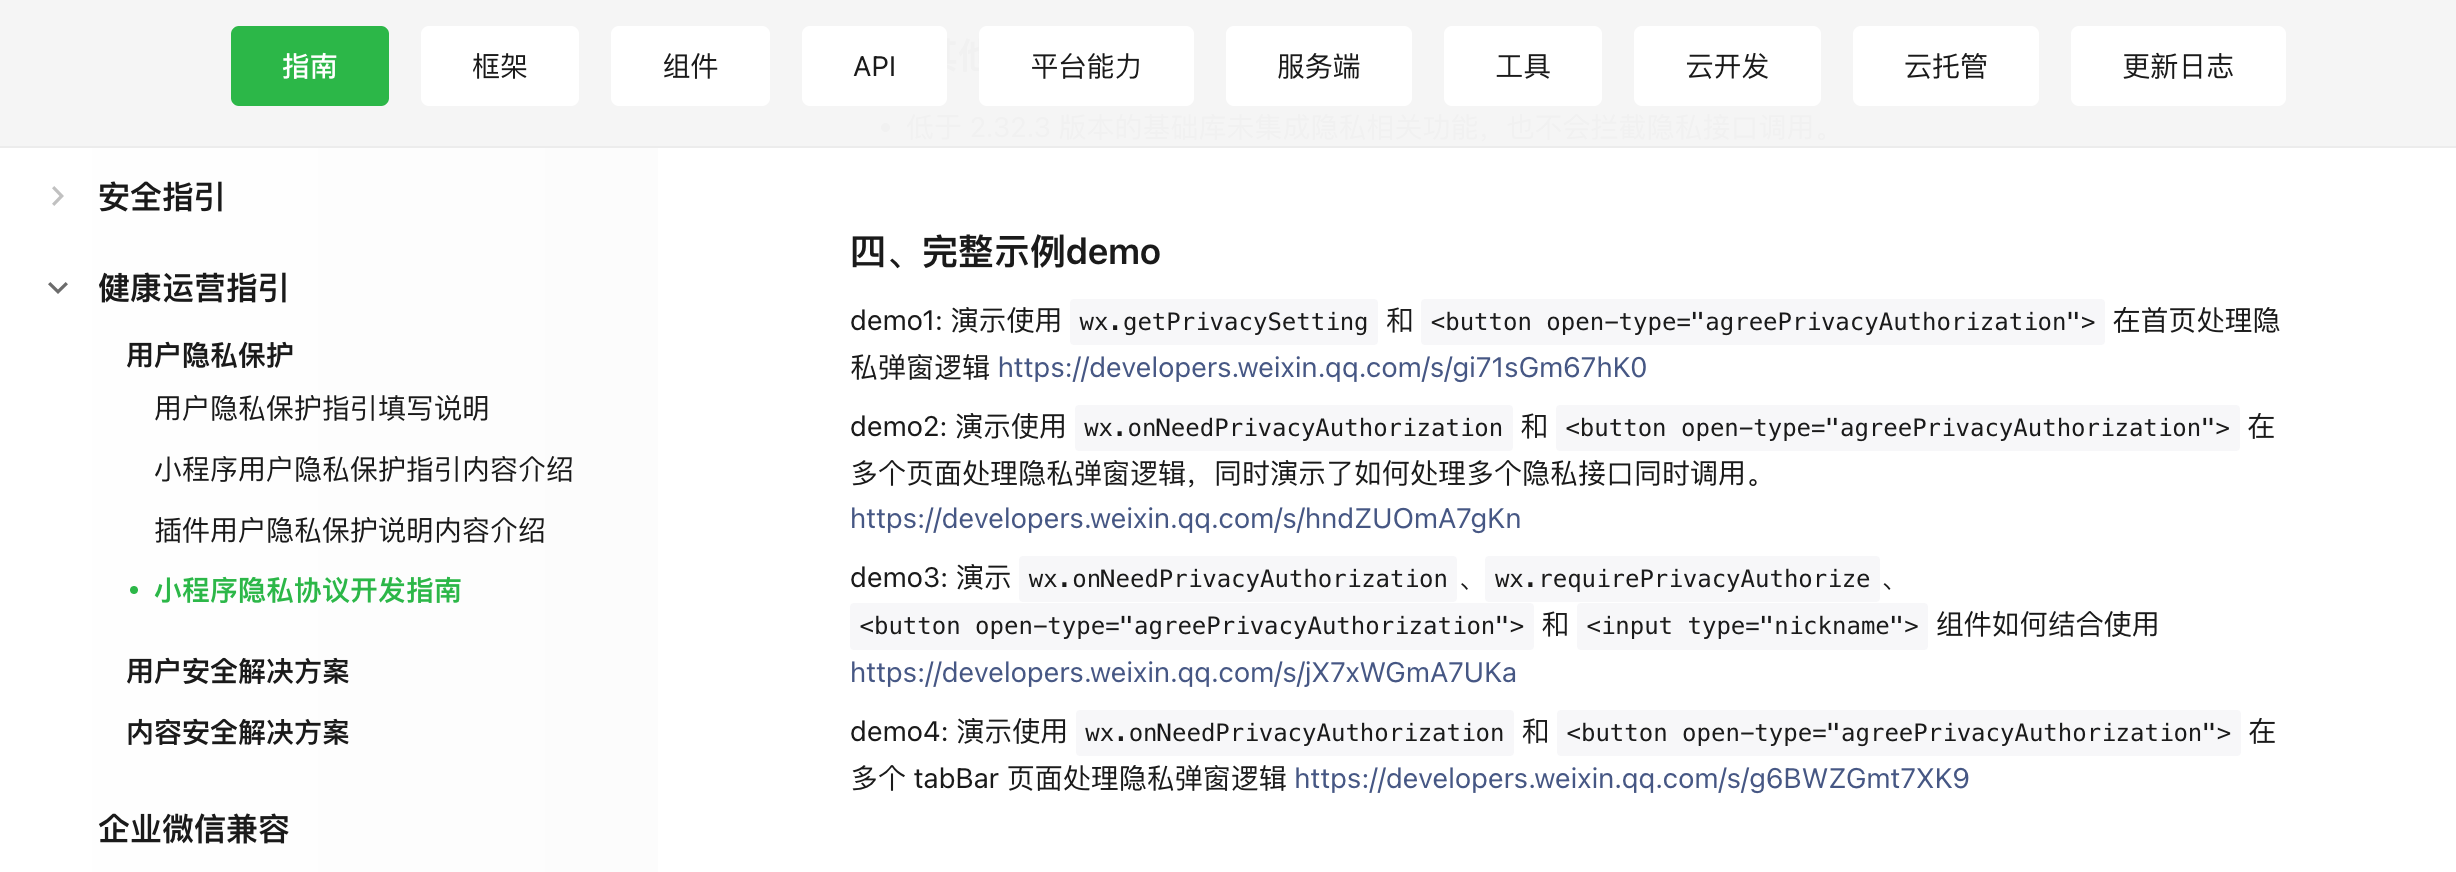 指南
框架
组件
API
平台能力
服务端
工具
云开发
云托管
更新日志
低于 2.32.3 版本的基础库未集成隐私相关功能，也不会拦截隐私接口调用。
安全指引
健康运营指引
用户隐私保护
用户隐私保护指引填写说明
小程序用户隐私保护指引内容介绍
插件用户隐私保护说明内容介绍
小程序隐私协议开发指南
用户安全解决方案
内容安全解决方案
企业微信兼容
四、完整示例demo
demo1: 演示使用 wx.getPrivacySetting 和 <button open-type="agreePrivacyAuthorization"> 在首页处理隐
私弹窗逻辑 https://developers.weixin.qq.com/s/gi71sGm67hK0
demo2: 演示使用 wx.onNeedPrivacyAuthorization 和 <button open-type="agreePrivacyAuthorization"> 在
多个页面处理隐私弹窗逻辑，同时演示了如何处理多个隐私接口同时调用。
https://developers.weixin.qq.com/s/hndZUOmA7gKn
demo3: 演示 wx.onNeedPrivacyAuthorization 、 wx.requirePrivacyAuthorize 、
<button open-type="agreePrivacyAuthorization"> 和 <input type="nickname"> 组件如何结合使用
https://developers.weixin.qq.com/s/jX7xWGmA7UKa
demo4: 演示使用 wx.onNeedPrivacyAuthorization 和 <button open-type="agreePrivacyAuthorization"> 在
多个 tabBar 页面处理隐私弹窗逻辑 https://developers.weixin.qq.com/s/g6BWZGmt7XK9